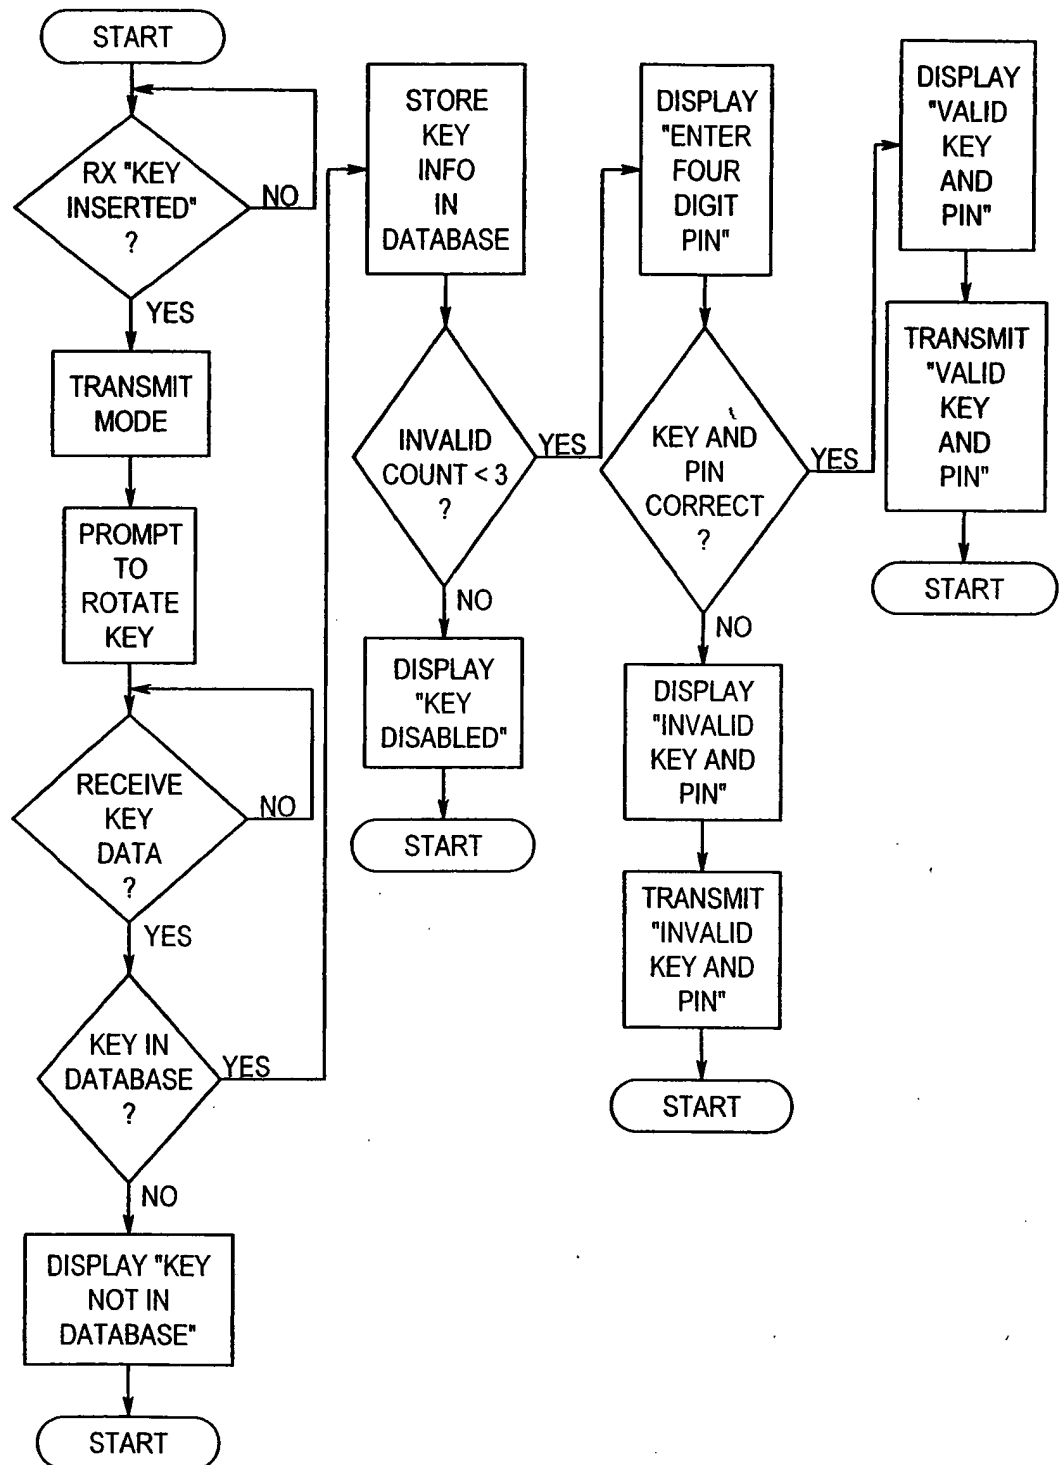 START
RX "KEY
INSERTED"
?
NO
YES
TRANSMIT
MODE
PROMPT
TO
ROTATE
KEY
RECEIVE
KEY
DATA
?
NO
YES
KEY IN
DATABASE
?
YES
NO
DISPLAY "KEY
NOT IN
DATABASE"
START
STORE
KEY
INFO
IN
DATABASE
INVALID
COUNT < 3
?
YES
NO
DISPLAY
"KEY
DISABLED"
START
DISPLAY
"ENTER
FOUR
DIGIT
PIN"
KEY AND
PIN
CORRECT
?
YES
NO
DISPLAY
"INVALID
KEY AND
PIN"
TRANSMIT
"INVALID
KEY AND
PIN"
START
DISPLAY
"VALID
KEY
AND
PIN"
TRANSMIT
"VALID
KEY
AND
PIN"
START